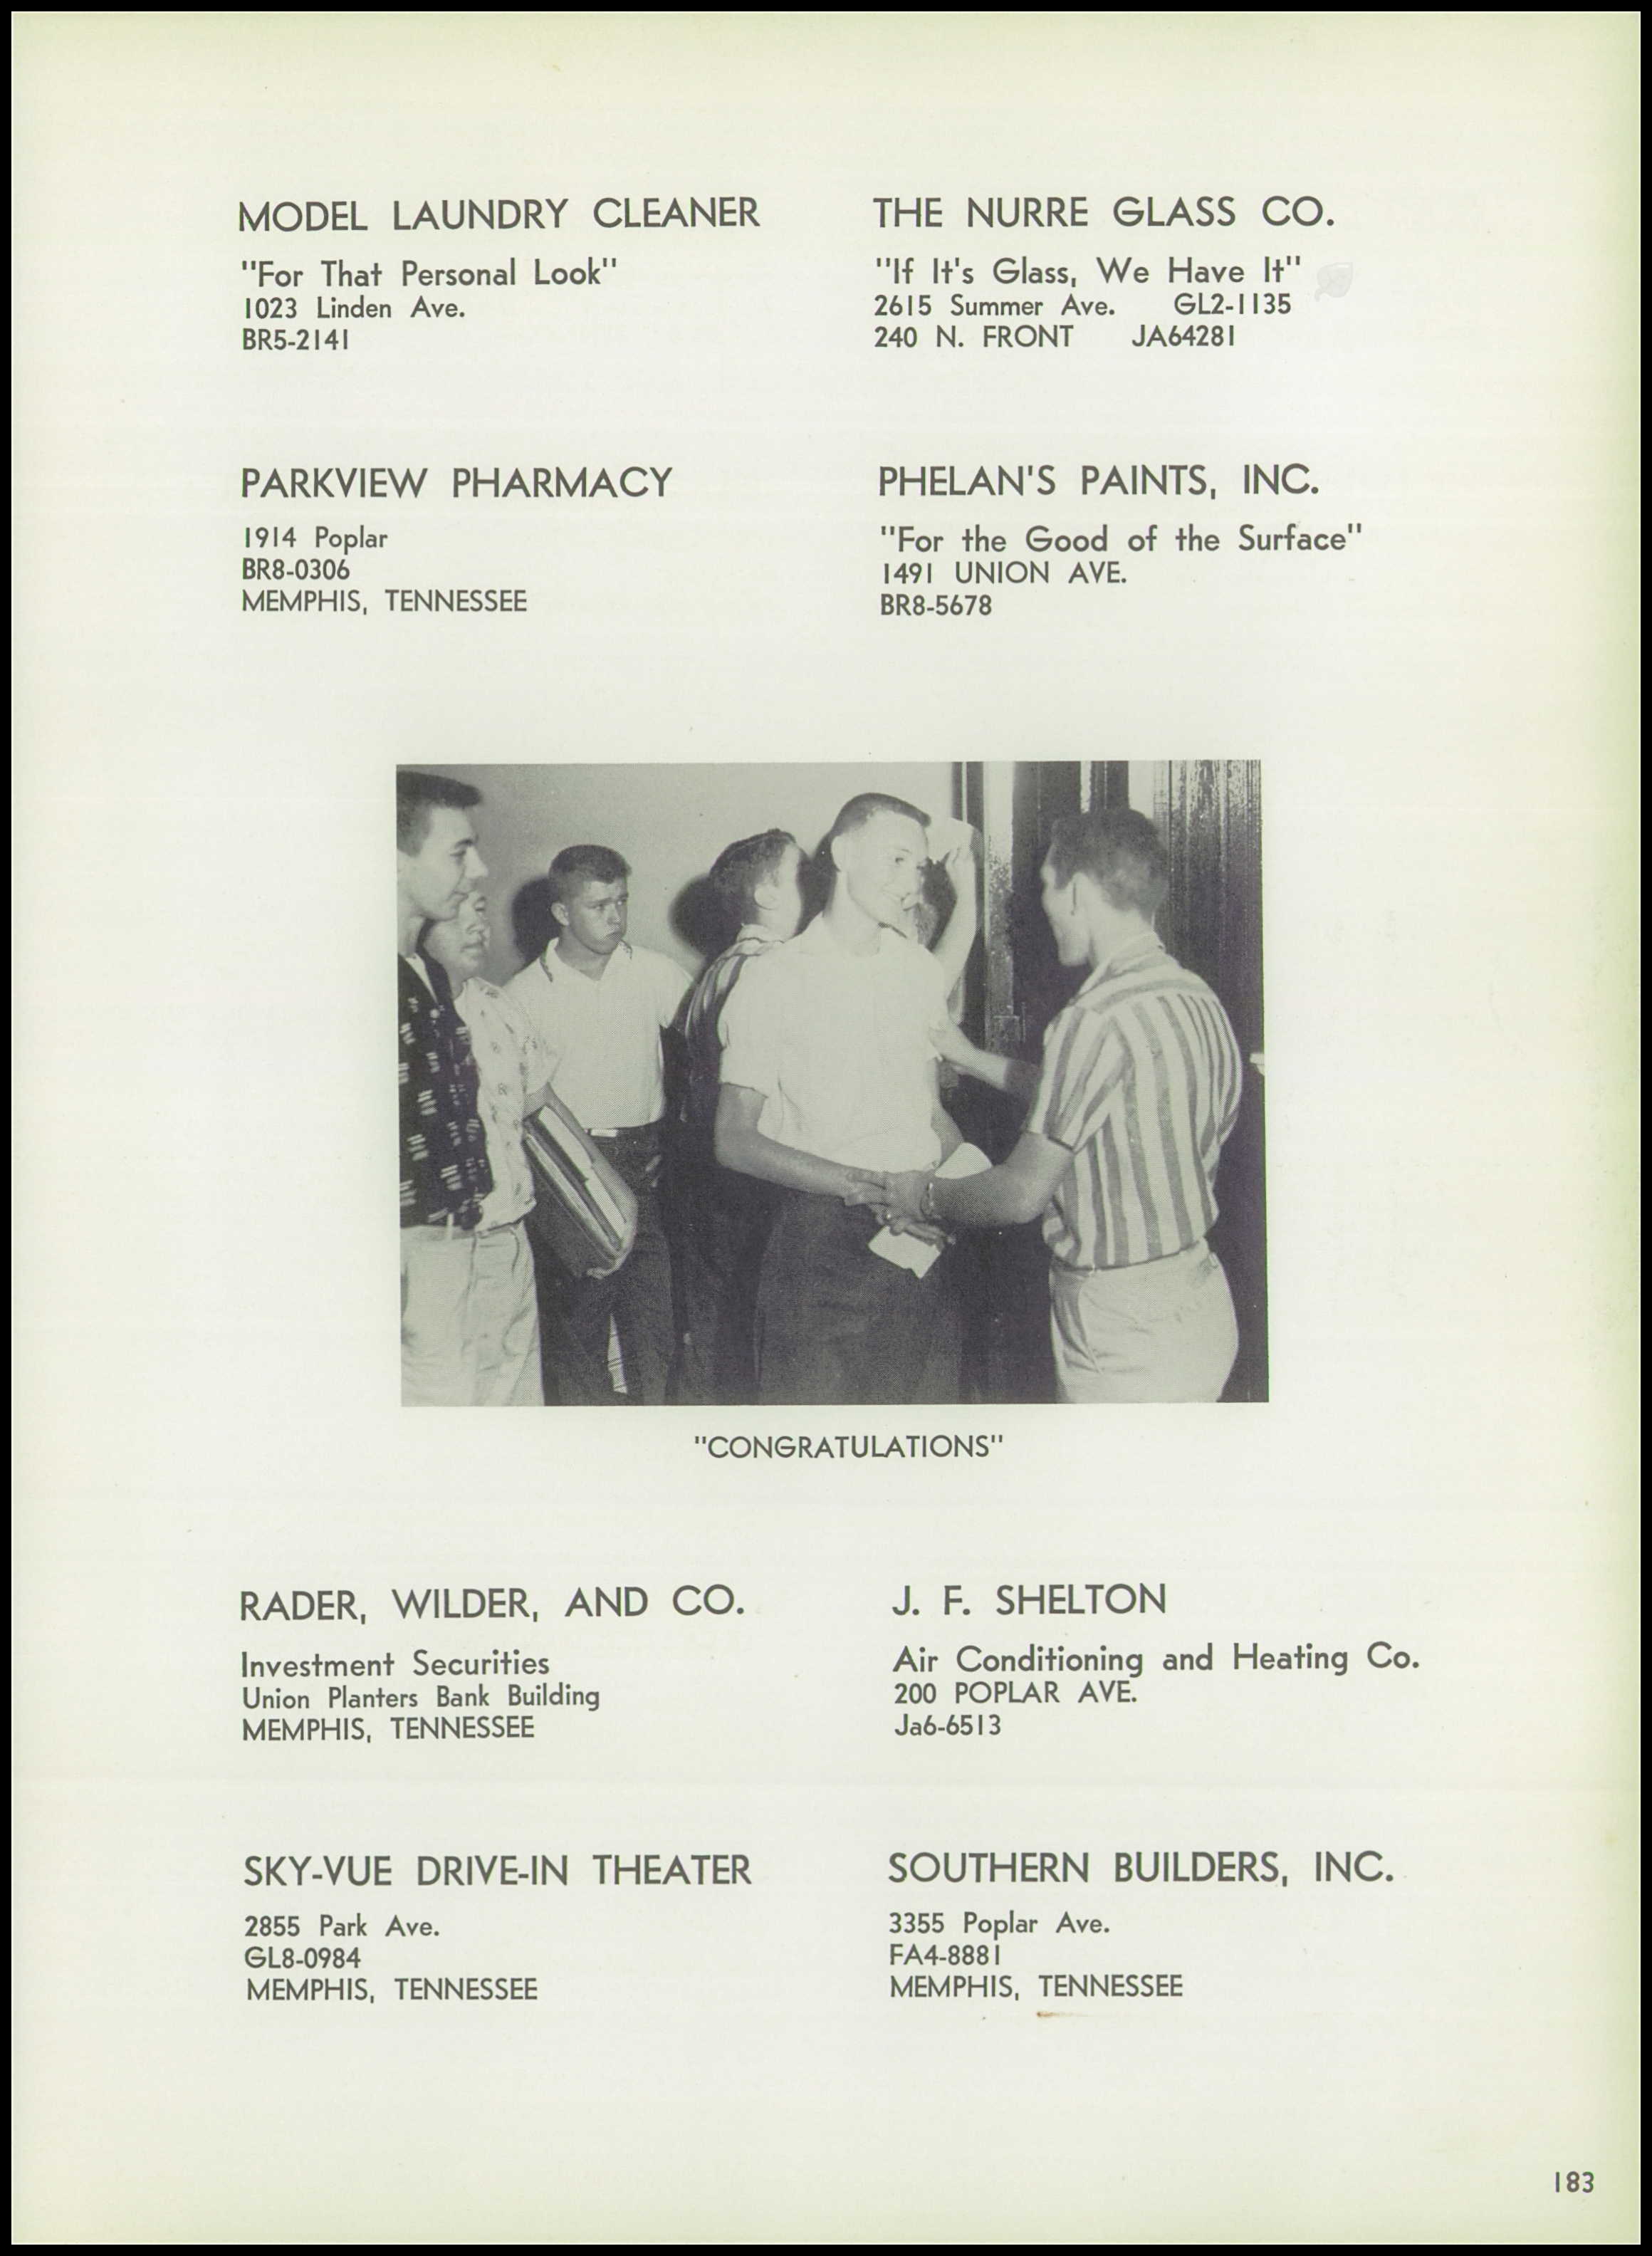 MODEL LAUNDRY CLEANER
"For That Personal Look"
1023 Linden Ave.
BR5-2141
THE NURRE GLASS CO.
"If It's Glass, We Have It"
2615 Summer Ave. GL2-1135
240 N. FRONT JA64281
PARKVIEW PHARMACY
1914 Poplar
BR8-0306
MEMPHIS, TENNESSEE
PHELAN'S PAINTS, INC.
"For the Good of the Surface"
1491 UNION AVE.
BR8-5678
"CONGRATULATIONS"
RADER, WILDER, AND CO.
Investment Securities
Union Planters Bank Building
MEMPHIS, TENNESSEE
J. F. SHELTON
Air Conditioning and Heating Co.
200 POPLAR AVE.
Ja6-6513
SKY-VUE DRIVE-IN THEATER
2855 Park Ave.
GL8-0984
MEMPHIS, TENNESSEE
SOUTHERN BUILDERS, INC.
3355 Poplar Ave.
FA4-8881
MEMPHIS, TENNESSEE
183